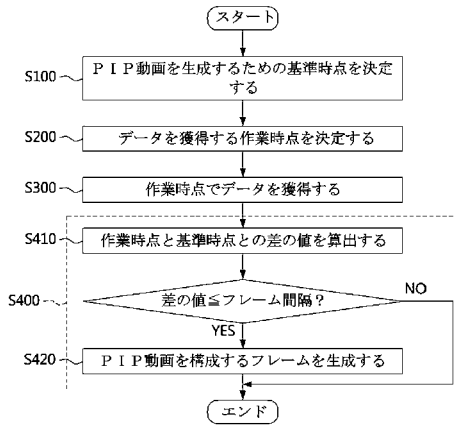 スタート
S100
PIP動画を生成するための基準時点を決定
する
S200
データを獲得する作業時点を決定する
S300
作業時点でデータを獲得する
S410
作業時点と基準時点との差の値を算出する
S400
差の値≦フレーム間隔?
NO
YES
S420
PIP動画を構成するフレームを生成する
エンド